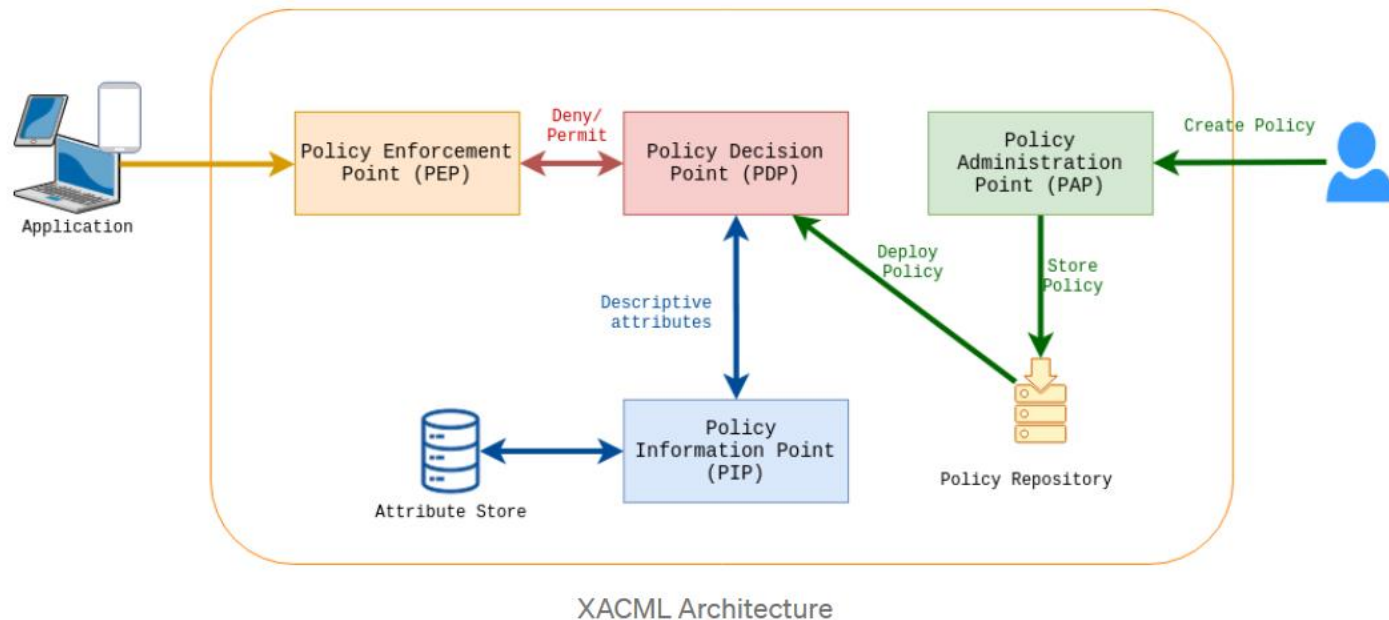 Application
Policy Enforcement
Point (PEP)
Deny/
Permit
Policy Decision
Point (PDP)
Policy
Administration
Point (PAP)
Create Policy
Deploy
Policy
Store
Policy
Descriptive
attributes
Policy
Information Point
(PIP)
Attribute Store
Policy Repository
XACML Architecture